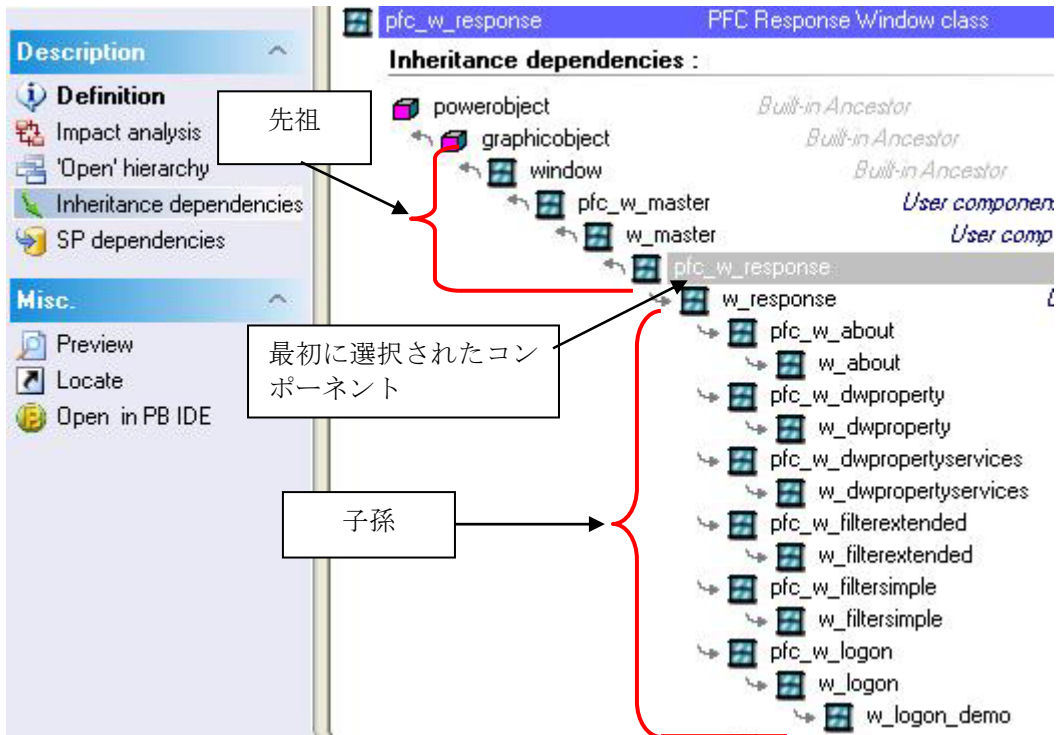 Description
Definition
Impact analysis
'Open' hierarchy
Inheritance dependencies
SP dependencies
Misc.
Preview
Locate
Open in PB IDE
pfc_w_response PFC Response Window class
Inheritance dependencies :
powerobject Built-in Ancestor
graphicobject Built-in Ancestor
window Built-in Ancestor
pfc_w_master User componen
w_master User comp
pfc_w_response
w_response
pfc_w_about
w_about
pfc_w_dwproperty
w_dwproperty
pfc_w_dwpropertyservices
w_dwpropertyservices
pfc_w_filterextended
w_filterextended
pfc_w_filtersimple
w_filtersimple
pfc_w_logon
w_logon
w_logon_demo
先祖
最初に選択されたコン
ポーネント
子孫